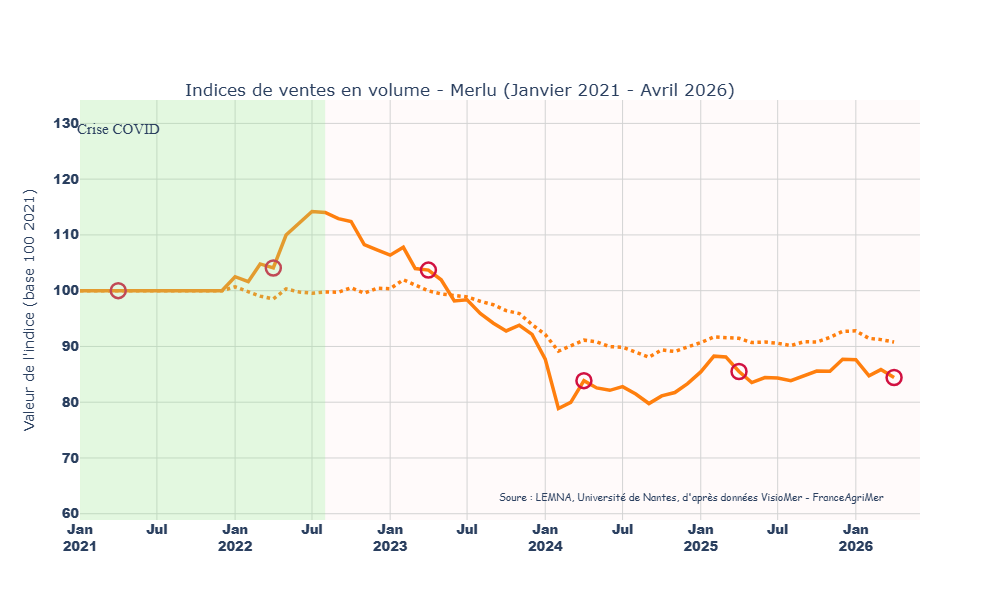 Indices de ventes en volume - Merlu (Janvier 2021 - Avril 2026)
Valeur de l'indice (base 100 2021)
130
Crise COVID
120
110
100
90
80
70
60
Soure : LEMNA, Université de Nantes, d'après données VisioMer - FranceAgriMer
Jan Jul Jan Jul Jan Jul Jan Jul Jan Jul Jan
2021 2022 2023 2024 2025 2026